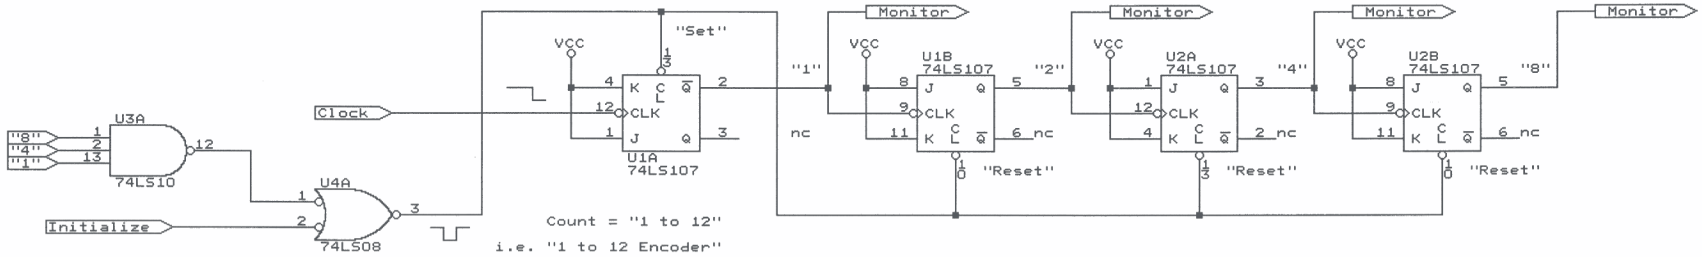 Monitor
Monitor
Monitor
Monitor
"Set"
VCC
VCC
VCC
VCC
1
3
U1B
74LS107
U2A
74LS107
U2B
74LS107
"1"
"2"
"4"
"8"
4 K C L Q 2
8 J Q 5
1 J Q 3
8 J Q 5
Clock
12 CLK
9 CLK
12 CLK
9 CLK
1 J Q 3
nc
11 K C L Q 6 nc
4 K C L Q 2 nc
11 K C L Q 6 nc
U1A
74LS107
1
0
"Reset"
1
3
"Reset"
1
0
"Reset"
U3A
"8" 1
"4" 2
"1" 13
12
74LS10
U4A
1
3
Initialize 2
74LS08
Count = "1 to 12"
i.e. "1 to 12 Encoder"